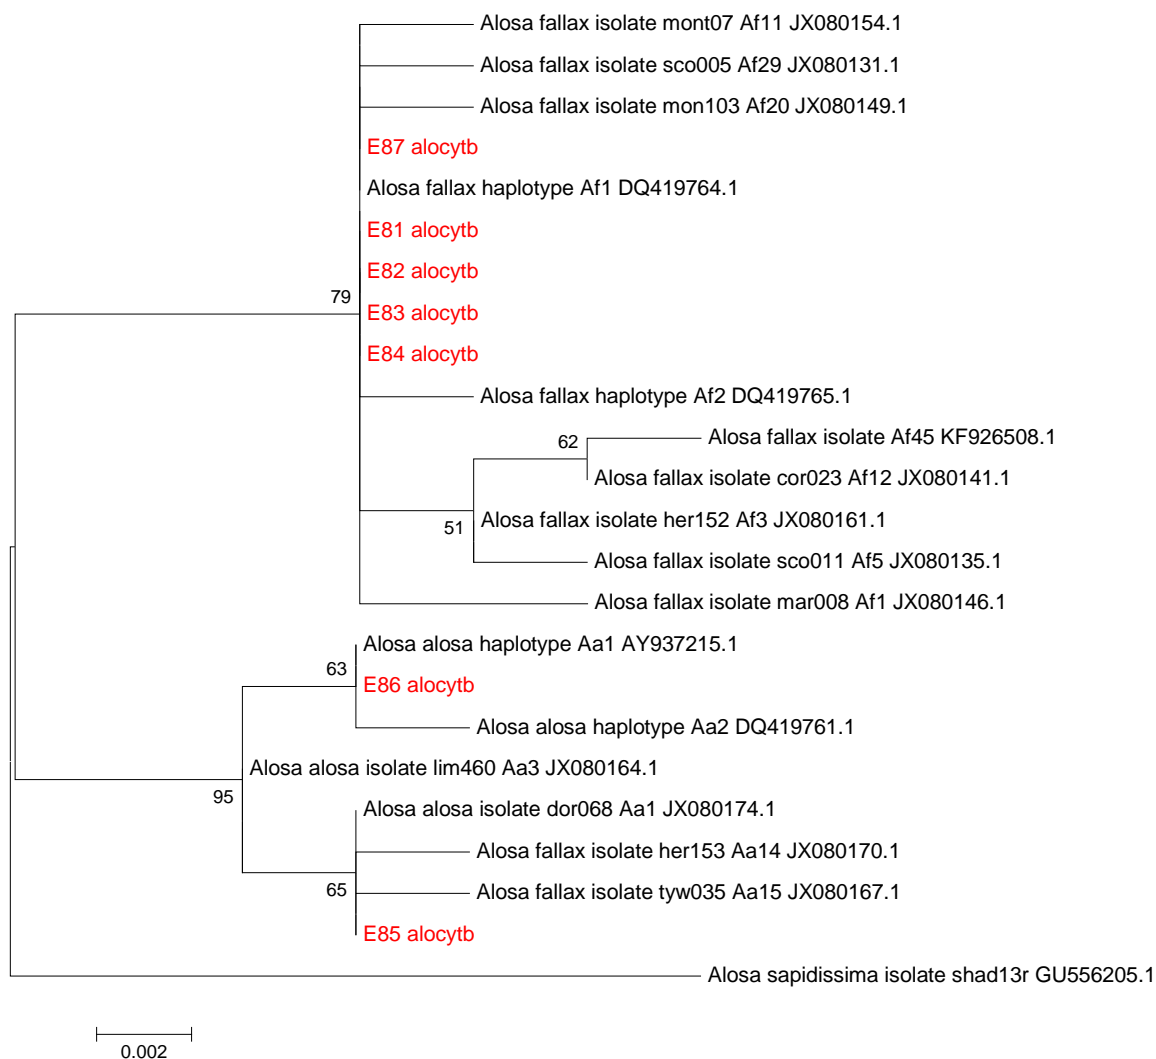 Alosa fallax isolate mont07 Af11 JX080154.1
Alosa fallax isolate sco005 Af29 JX080131.1
Alosa fallax isolate mon103 Af20 JX080149.1
E87 alocytb
Alosa fallax haplotype Af1 DQ419764.1
E81 alocytb
E82 alocytb
79
E83 alocytb
E84 alocytb
Alosa fallax haplotype Af2 DQ419765.1
62
Alosa fallax isolate Af45 KF926508.1
Alosa fallax isolate cor023 Af12 JX080141.1
51
Alosa fallax isolate her152 Af3 JX080161.1
Alosa fallax isolate sco011 Af5 JX080135.1
Alosa fallax isolate mar008 Af1 JX080146.1
Alosa alosa haplotype Aa1 AY937215.1
63
E86 alocytb
Alosa alosa haplotype Aa2 DQ419761.1
Alosa alosa isolate lim460 Aa3 JX080164.1
95
Alosa alosa isolate dor068 Aa1 JX080174.1
Alosa fallax isolate her153 Aa14 JX080170.1
65
Alosa fallax isolate tyw035 Aa15 JX080167.1
E85 alocytb
Alosa sapidissima isolate shad13r GU556205.1
0.002